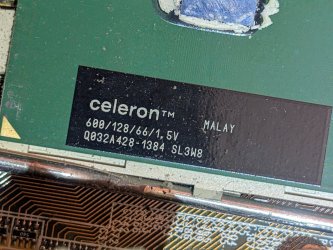 celeron™ MALAY
600/128/66/1.5V
Q032A428-1384 SL3W8